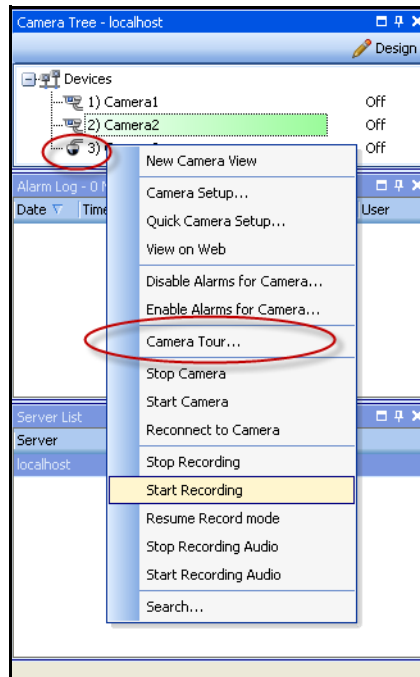 Camera Tree - localhost
Design
Devices
1) Camera1 Off
2) Camera2 Off
3) Off
New Camera View
Alarm Log - 0
Camera Setup...
Date Time User
Quick Camera Setup...
View on Web
Disable Alarms for Camera...
Enable Alarms for Camera...
Camera Tour...
Stop Camera
Start Camera
Server List
Reconnect to Camera
Server
localhost
Stop Recording
Start Recording
Resume Record mode
Stop Recording Audio
Start Recording Audio
Search...